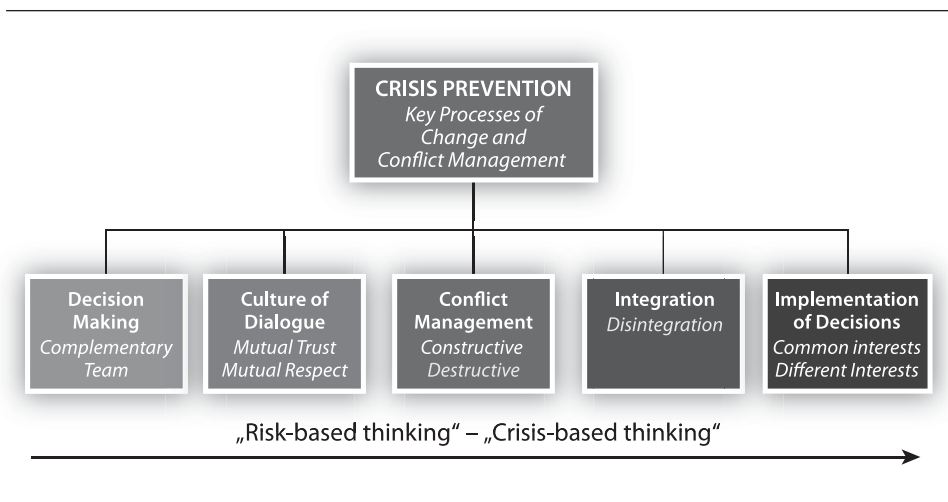 CRISIS PREVENTION
Key Processes of
Change and
Conflict Management
Decision
Making
Complementary
Team
Culture of
Dialogue
Mutual Trust
Mutual Respect
Conflict
Management
Constructive
Destructive
Integration
Disintegration
Implementation
of Decisions
Common interests
Different Interests
„Risk-based thinking“ – „Crisis-based thinking“